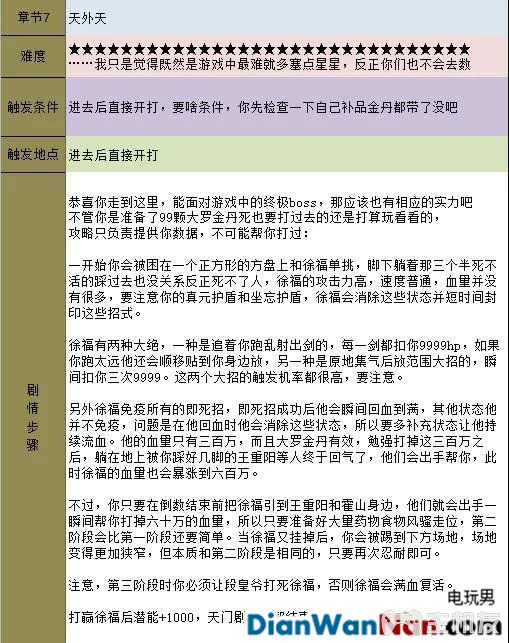 章节7 天外天
难度 ★★★★★★★★★★★★★★★★★★★★★★★★★★★★★★★★★
……我只是觉得既然是游戏中最难就多塞点星星，反正你们也不会去数
触发条件 进去后直接开打，要啥条件，你先检查一下自己补品金丹都带了没吧
触发地点 进去后直接开打
剧情步骤
恭喜你走到这里，能面对游戏中的终极boss，那应该也有相应的实力吧
不管你是准备了99颗大罗金丹死也要打过去的还是打算玩看看的，
攻略只负责提供你数据，不可能帮你打过：
一开始你会被困在一个正方形的方盘上和徐福单挑，脚下躺着那三个半死不
活的踩过去也没关系反正死不了人，徐福的攻击力高，速度普通，血量并没
有很多，要注意你的真元护盾和坐忘护盾，徐福会消除这些状态并短时间封
印这些招式。
徐福有两种大绝，一种是追着你跑乱射出剑的，每一剑都扣你9999hp，如果
你跑太远他还会顺移贴到你身边放，另一种是原地集气后放范围大招的，瞬
间扣你三次9999。这两个大招的触发机率都很高，要注意。
另外徐福免疫所有的即死招，即死招成功后他会瞬间回血到满，其他状态他
并不免疫，问题是在他回血时他会消除这些状态，所以要多补充状态让他持
续流血。他的血量只有三百万，而且大罗金丹有效，勉强打掉这三百万之
后，躺在地上被你踩好几脚的王重阳等人终于回气了，他们会出手帮你，此
时徐福的血量也会暴涨到六百万。
不过，你只要在倒数结束前把徐福引到王重阳和霍山身边，他们就会出手一
瞬间帮你打掉六十万的血量，所以只要准备好大量药物食物风骚走位，第二
阶段会比第一阶段还要简单。当徐福又挂掉后，你会被踢到下方场地，场地
变得更加狭窄，但本质和第二阶段是相同的，只要再次忍耐即可。
注意，第三阶段时你必须让段皇爷打死徐福，否则徐福会满血复活。
打赢徐福后潜能+1000，天门剧
电玩男
DianWanNan.com